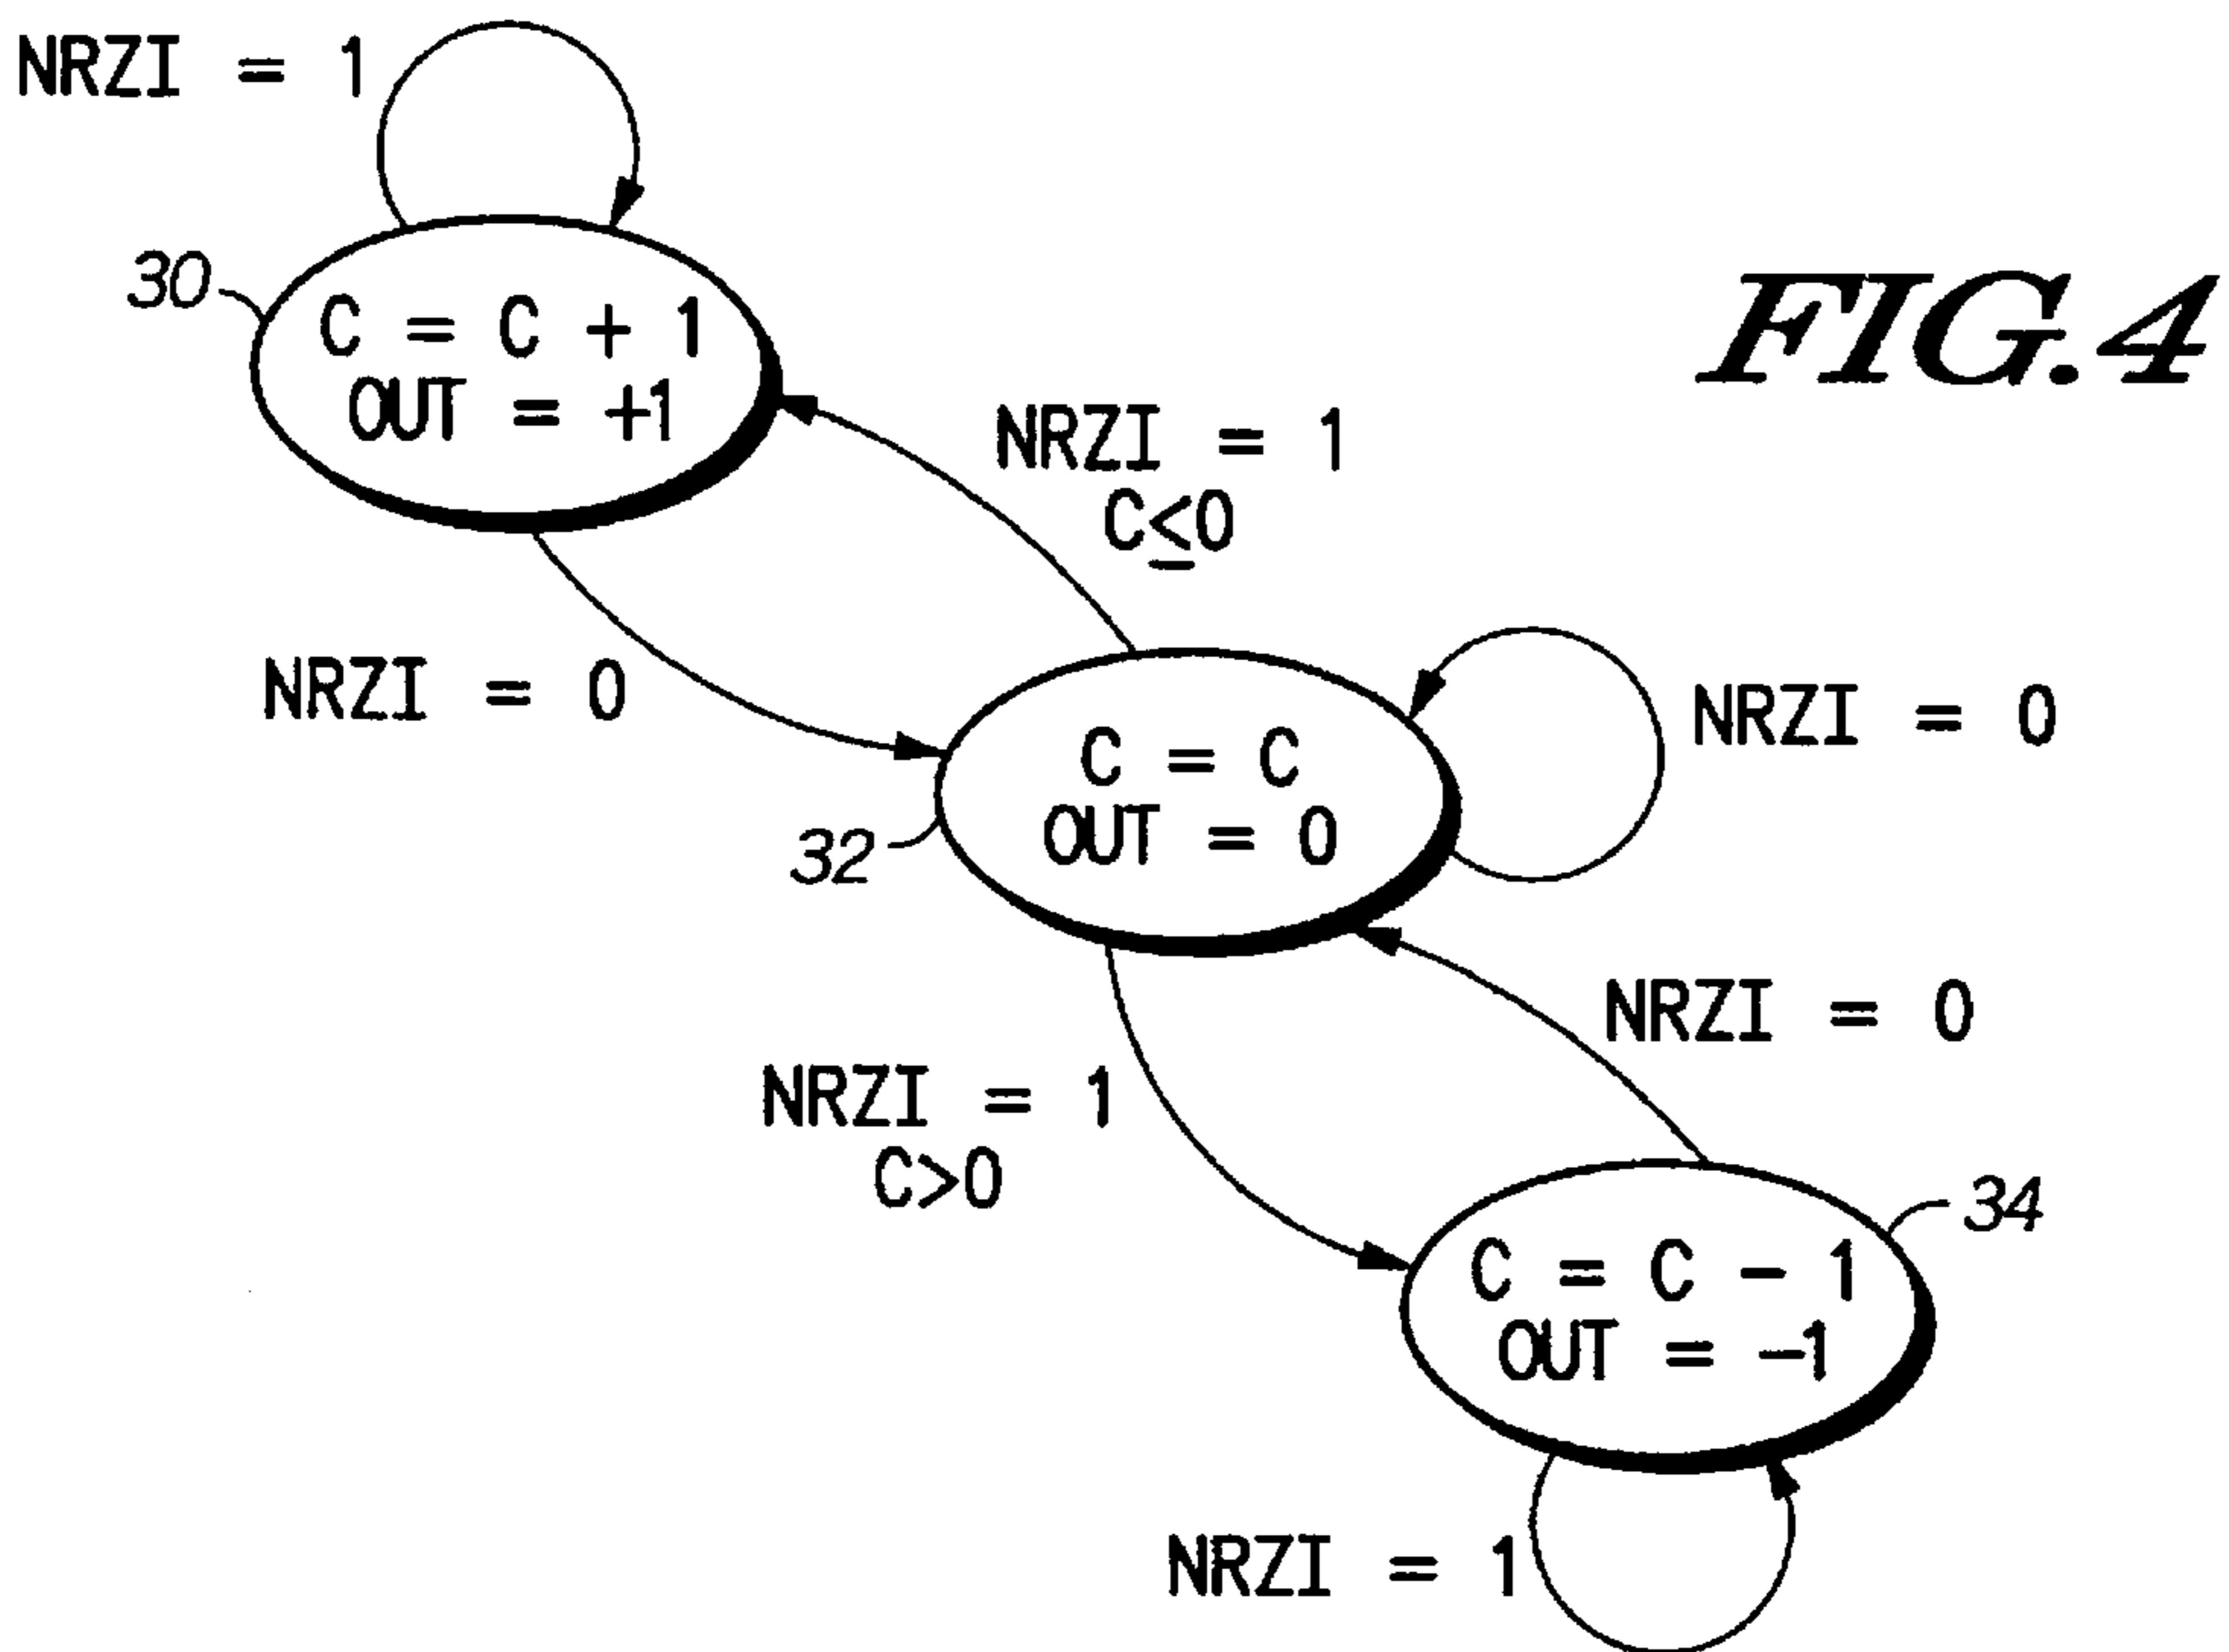 NRZI = 1
30
C = C + 1
OUT = +1
FIG.4
NRZI = 1
C≤0
NRZI = 0
C = C
OUT = 0
NRZI = 0
32
NRZI = 0
NRZI = 1
C>0
34
C = C - 1
OUT = -1
NRZI = 1